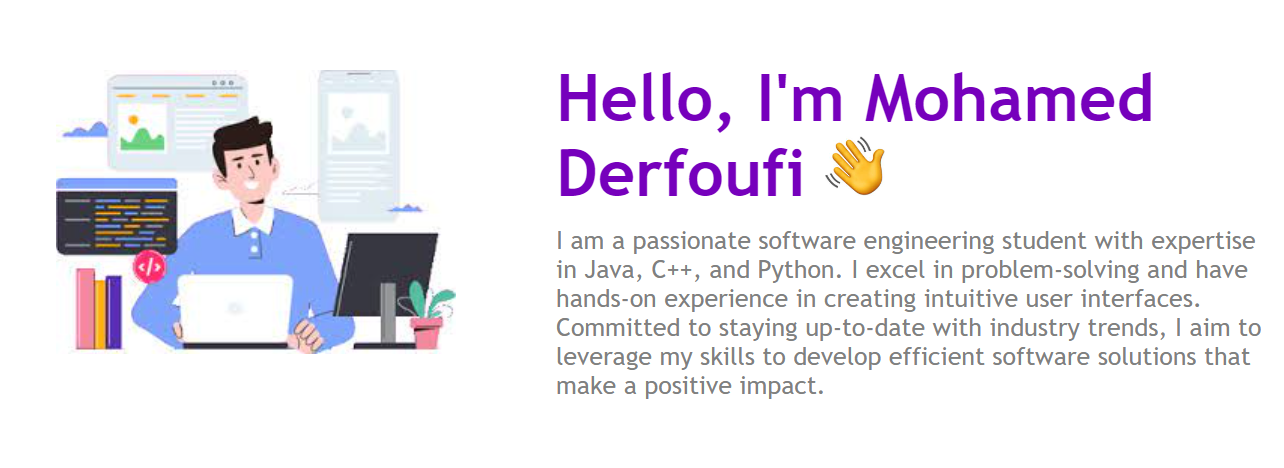 Hello, I'm Mohamed
Derfoufi 👋
I am a passionate software engineering student with expertise
in Java, C++, and Python. I excel in problem-solving and have
hands-on experience in creating intuitive user interfaces.
Committed to staying up-to-date with industry trends, I aim to
leverage my skills to develop efficient software solutions that
make a positive impact.